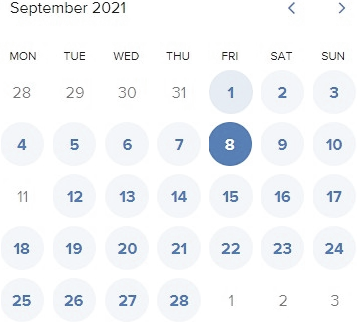 September 2021 < >
MON TUE WED THU FRI SAT SUN
28 29 30 31 1 2 3
4 5 6 7 8 9 10
11 12 13 14 15 16 17
18 19 20 21 22 23 24
25 26 27 28 1 2 3